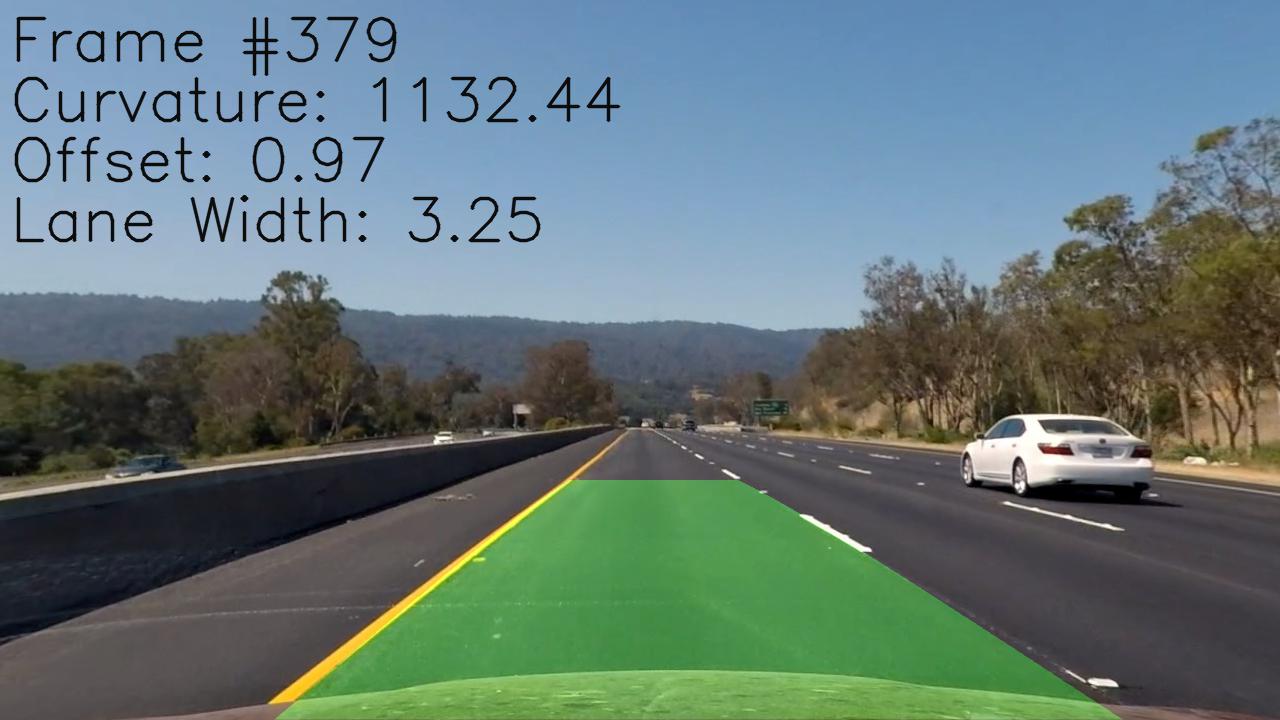 Frame #379
Curvature: 1132.44
Offset: 0.97
Lane Width: 3.25